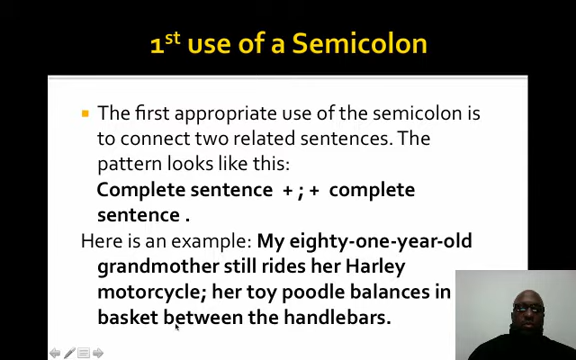 1st use of a Semicolon
The first appropriate use of the semicolon is
to connect two related sentences. The
pattern looks like this:
Complete sentence + ; + complete
sentence .
Here is an example: My eighty-one-year-old
grandmother still rides her Harley
motorcycle; her toy poodle balances in
basket between the handlebars.